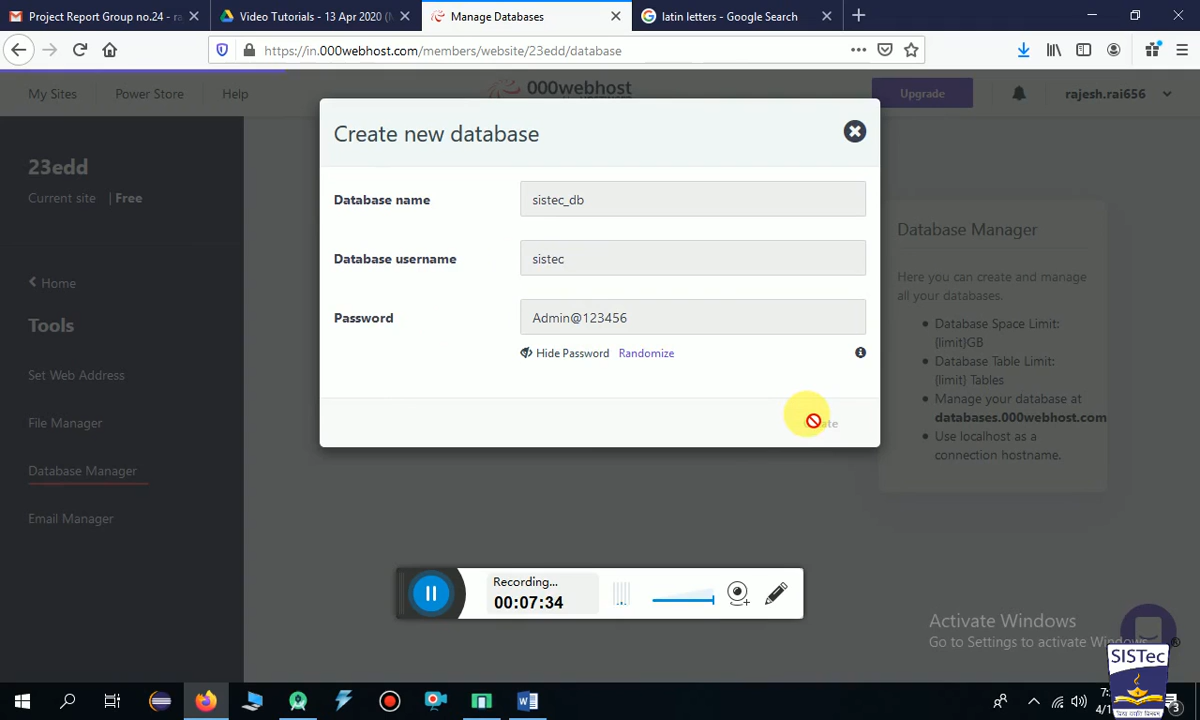 Project Report Group no.24 - r
Video Tutorials - 13 Apr 2020 (
Manage Databases
latin letters - Google Search
https://in.000webhost.com/members/website/23edd/database
My Sites
Power Store
Help
000webhost
Upgrade
rajesh.rai656
23edd
Current site | Free
Home
Tools
Set Web Address
File Manager
Database Manager
Email Manager
Create new database
Database name
sistec_db
Database username
sistec
Password
Admin@123456
Hide Password Randomize
Database Manager
Here you can create and manage
all your databases.
Database Space Limit:
{limit}GB
Database Table Limit:
{limit} Tables
Manage your database at
databases.000webhost.com
Use localhost as a
connection hostname.
Recording...
00:07:34
Activate Windows
Go to Settings to activate Windows.
SISTec
3